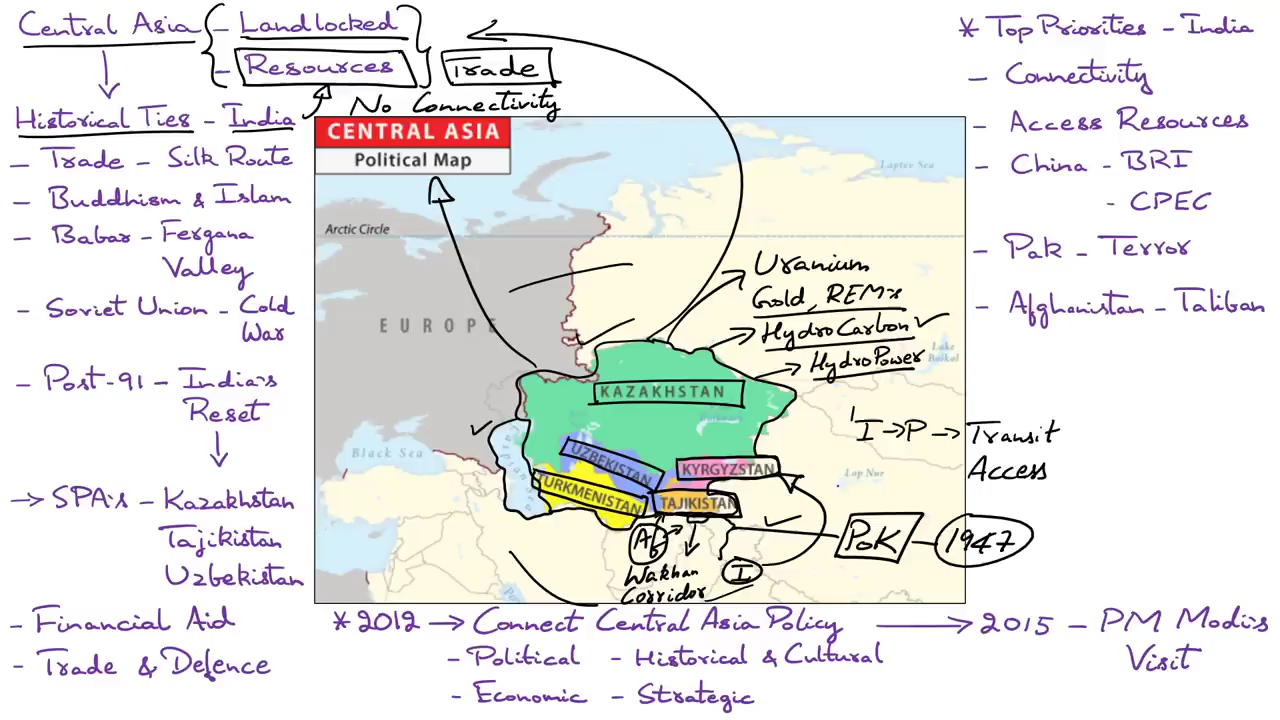 Central Asia
- Landlocked
- Resources
Trade
No Connectivity
Historical Ties - India
- Trade - Silk Route
- Buddhism & Islam
- Babar - Fergana
Valley
- Soviet Union - Cold
War
- Post-91 - India's
Reset
→ SPA's - Kazakhstan
Tajikistan
Uzbekistan
- Financial Aid
- Trade & Defence
CENTRAL ASIA
Political Map
Arctic Circle
Laptev Sea
EUROPE
Black Sea
Caspian Sea
Lake
Baikal
Lop Nur
KAZAKHSTAN
UZBEKISTAN
KYRGYZSTAN
TURKMENISTAN
TAJIKISTAN
Uranium
Gold, REM's
HydroCarbon ✓
HydroPower
I → P → Transit
Access
Af
Wakhan
Corridor
I
PoK - 1947
* Top Priorities - India
- Connectivity
- Access Resources
- China - BRI
- CPEC
- Pak - Terror
- Afghanistan - Taliban
* 2012 → Connect Central Asia Policy → 2015 - PM Modi's
Visit
- Political - Historical & Cultural
- Economic - Strategic